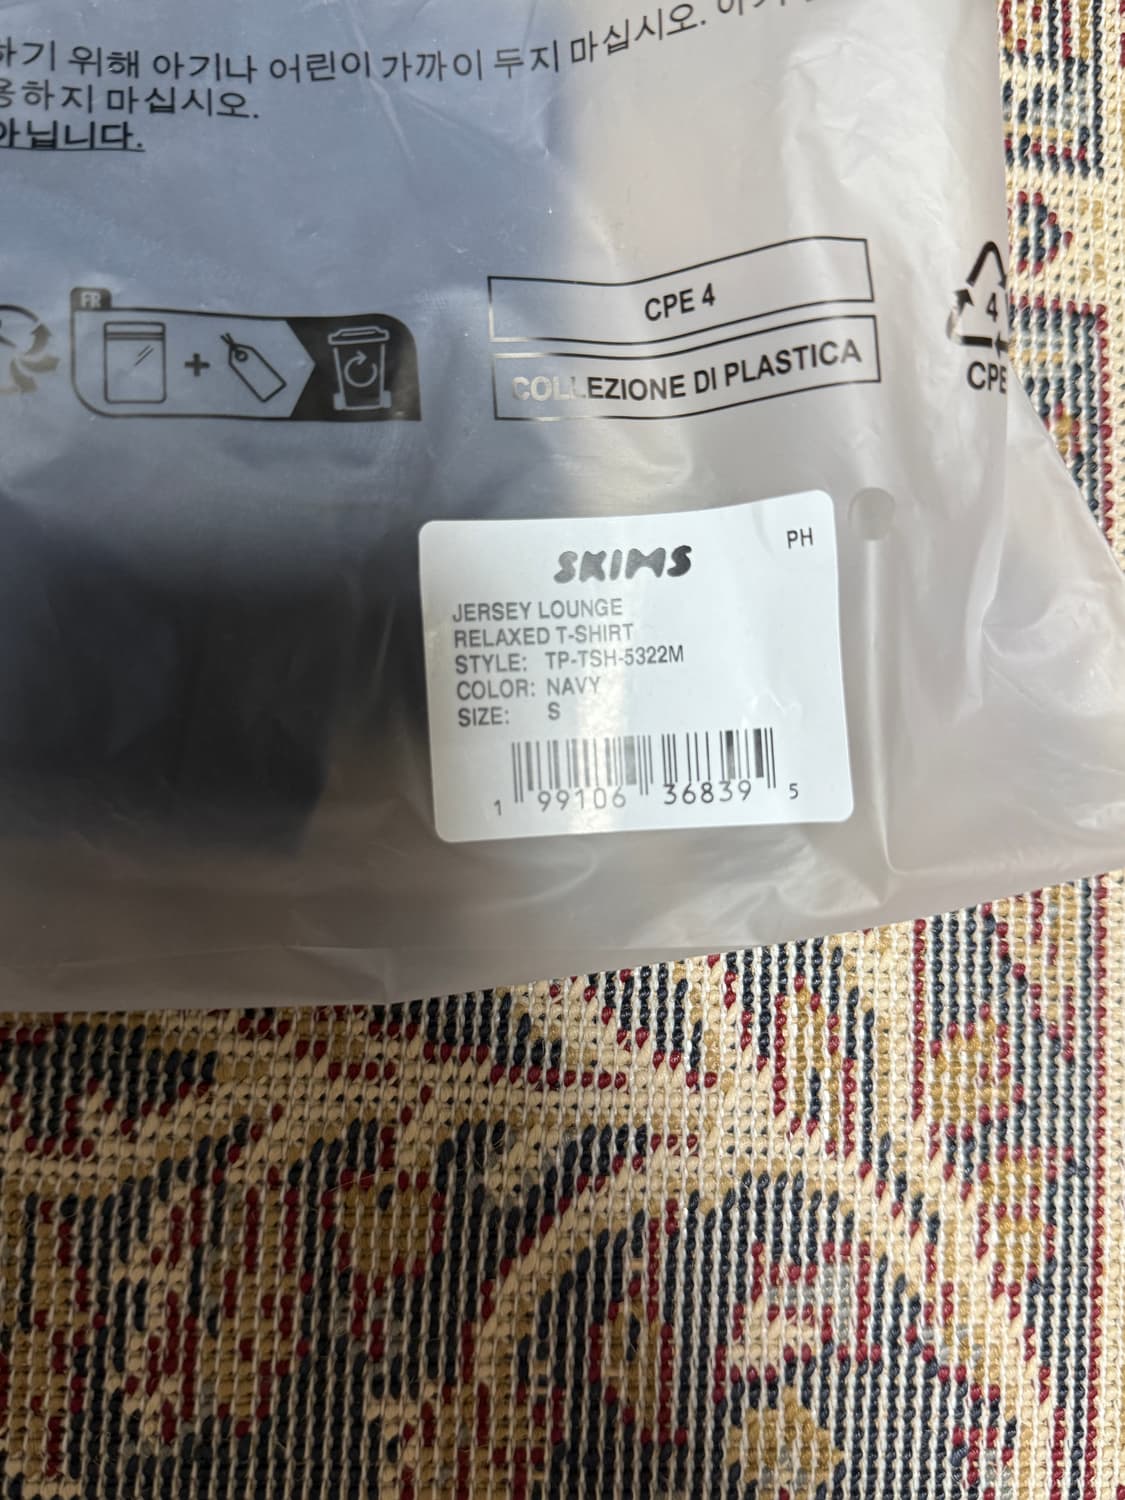 하기 위해 아기나 어린이 가까이 두지 마십시오. 아기
용하지 마십시오.
아닙니다.
FR
CPE 4
COLLEZIONE DI PLASTICA
4
CPE
SKIMS
PH
JERSEY LOUNGE
RELAXED T-SHIRT
STYLE: TP-TSH-5322M
COLOR: NAVY
SIZE: S
1 99106 36839 5